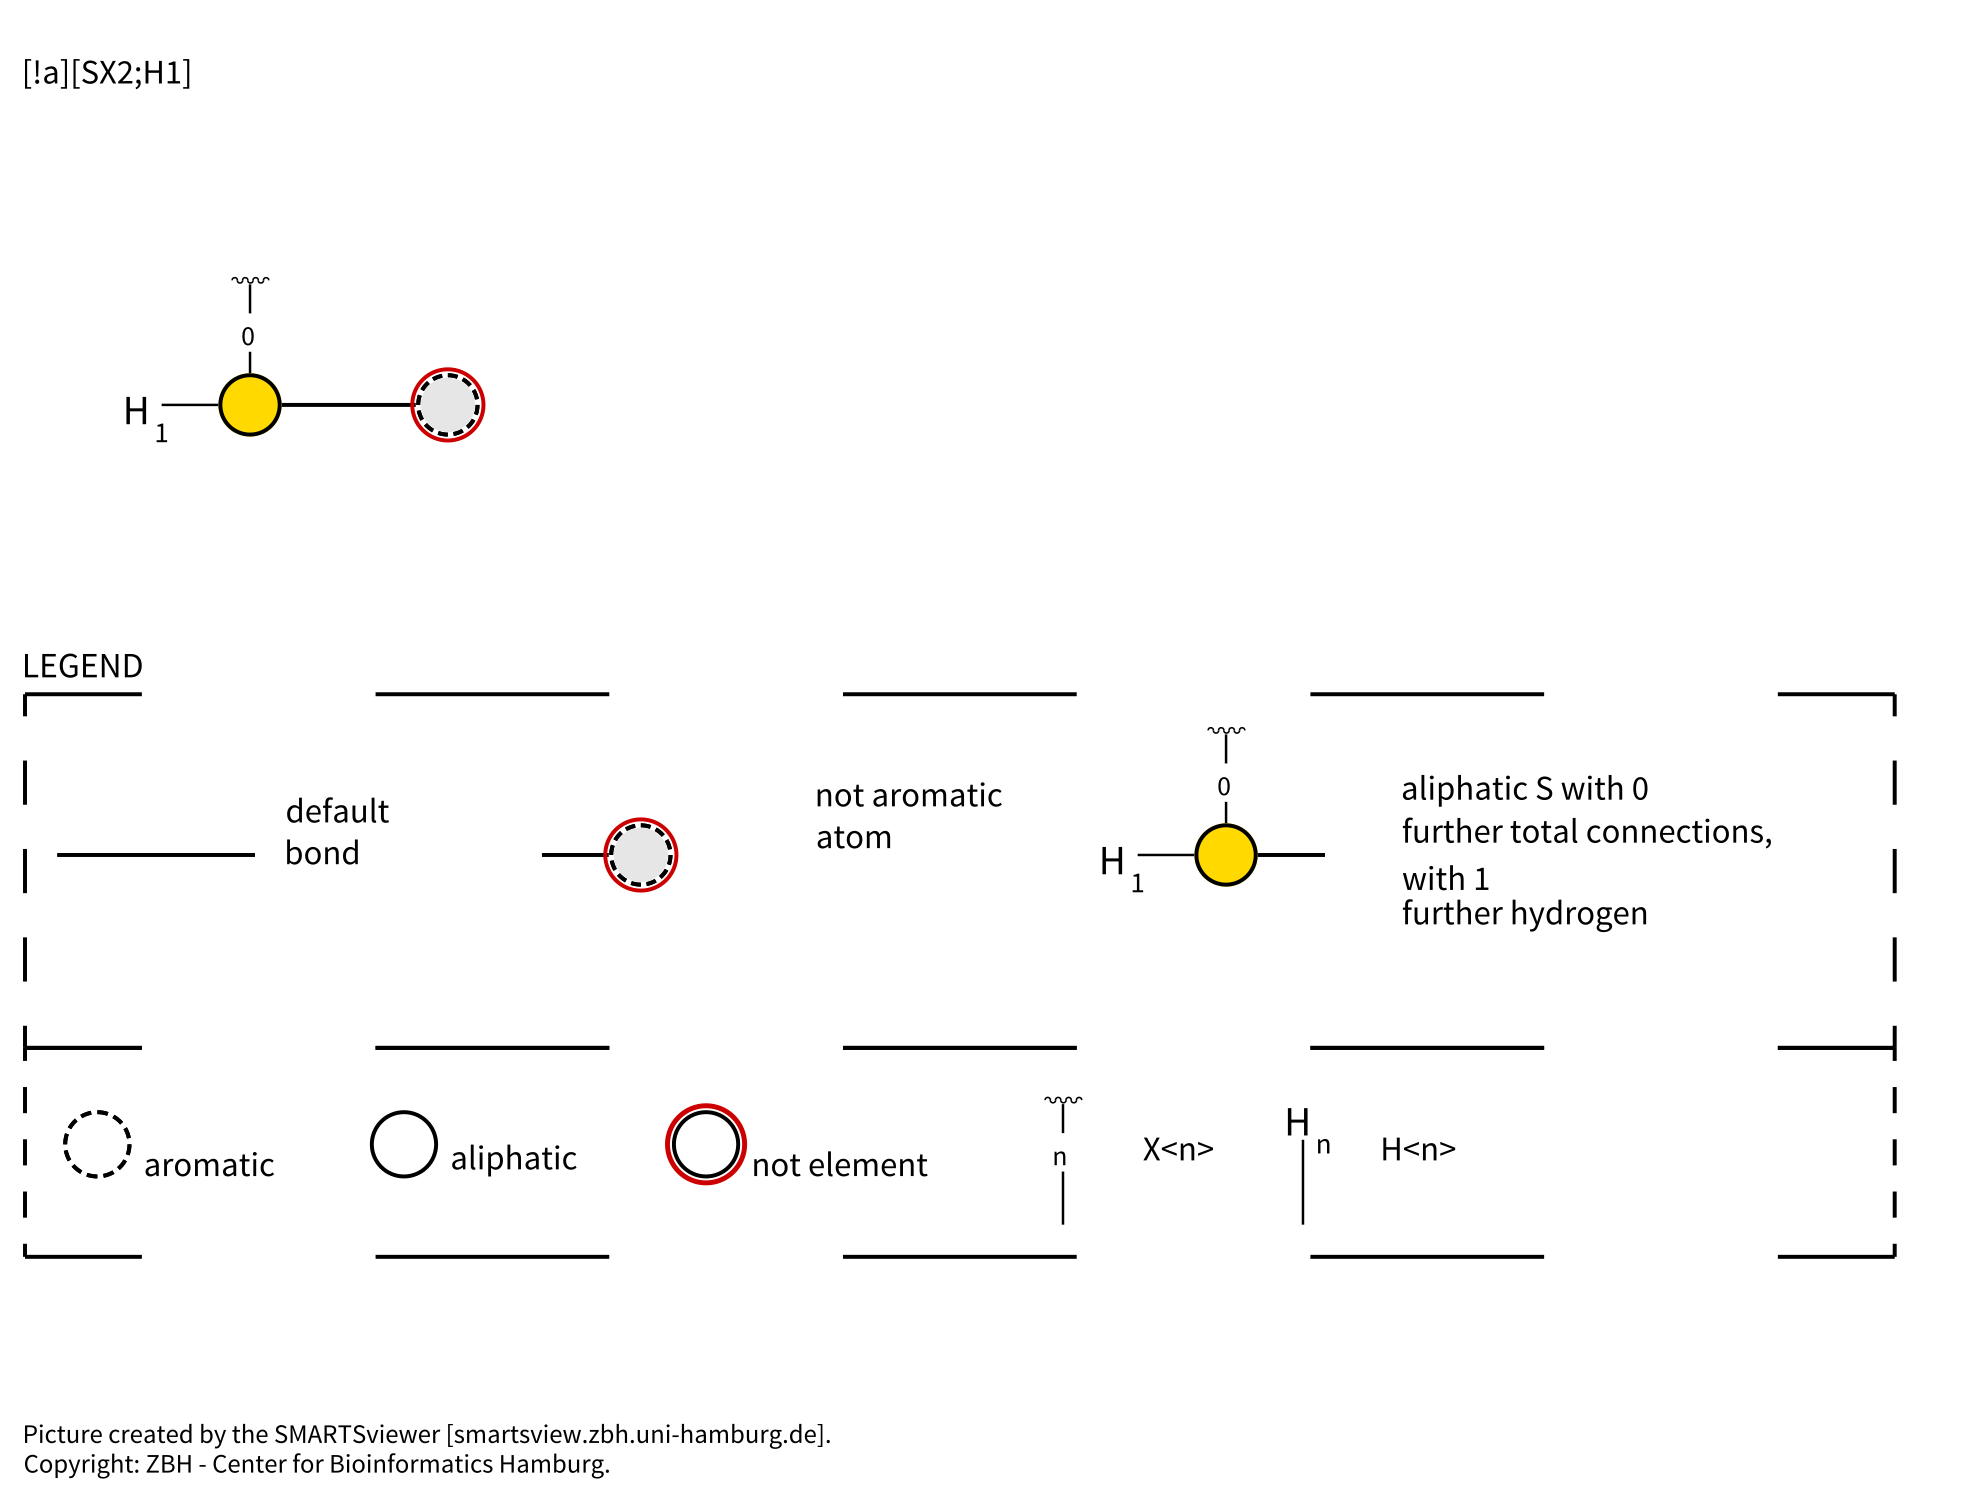 [!a][SX2;H1]
0
H
1
LEGEND
default
bond
not aromatic
atom
0
H
1
aliphatic S with 0
further total connections,
with 1
further hydrogen
aromatic
aliphatic
not element
n
X<n>
H
n
H<n>
Picture created by the SMARTSviewer [smartsview.zbh.uni-hamburg.de].
Copyright: ZBH - Center for Bioinformatics Hamburg.